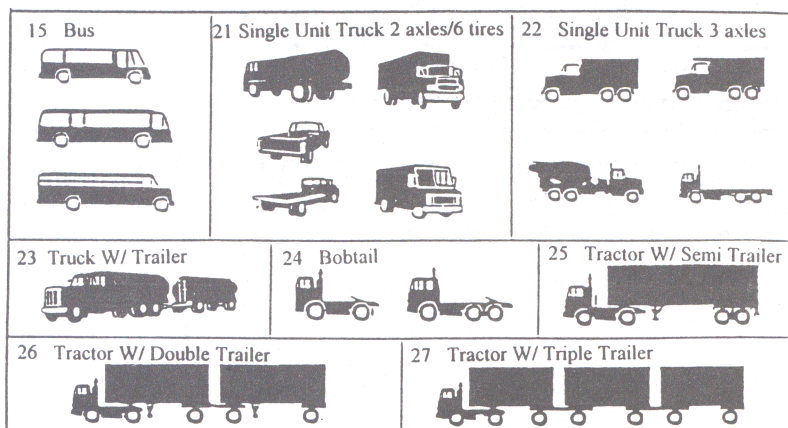 15 Bus
21 Single Unit Truck 2 axles/6 tires
22 Single Unit Truck 3 axles
23 Truck W/ Trailer
24 Bobtail
25 Tractor W/ Semi Trailer
26 Tractor W/ Double Trailer
27 Tractor W/ Triple Trailer